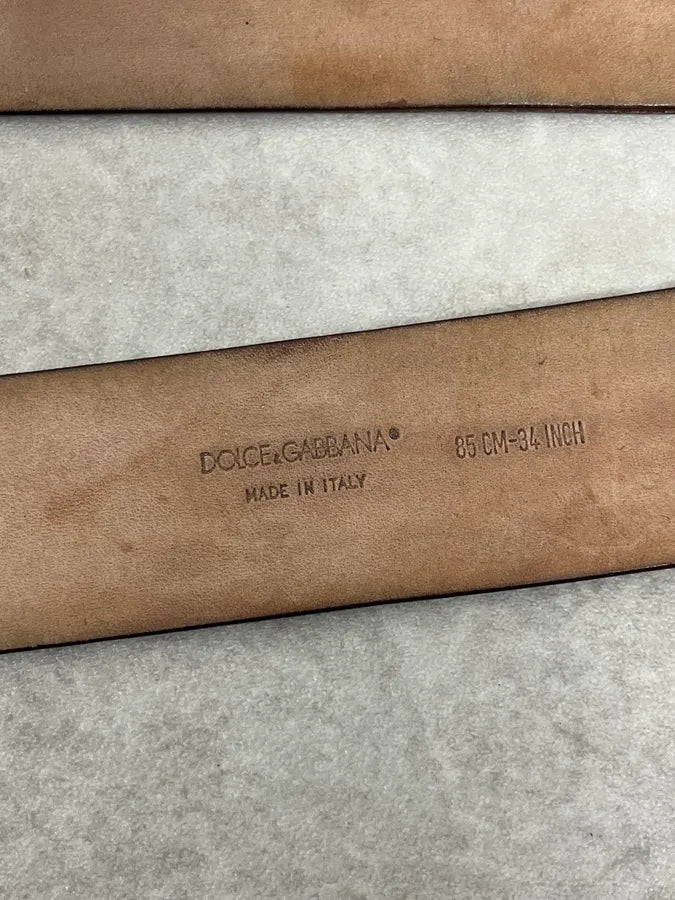 DOLCE&GABBANA® 85 CM-34 INCH
MADE IN ITALY